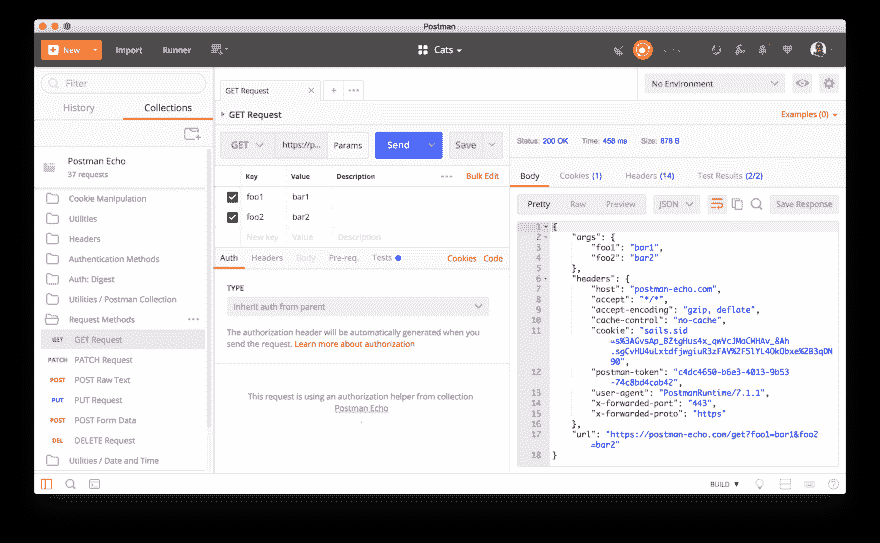 Postman
New
Import
Runner
Cats
Filter
History
Collections
Postman Echo
37 requests
Cookie Manipulation
Utilities
Headers
Authentication Methods
Auth: Digest
Utilities / Postman Collection
Request Methods
GET GET Request
PATCH PATCH Request
POST POST Raw Text
PUT PUT Request
POST POST Form Data
DEL DELETE Request
Utilities / Date and Time
GET Request
No Environment
GET Request
Examples (0)
GET
https://p...
Params
Send
Save
Key Value Description
Bulk Edit
foo1 bar1
foo2 bar2
New key Value Description
Auth Headers Body Pre-req. Tests
Cookies Code
TYPE
Inherit auth from parent
The authorization header will be automatically generated when you
send the request. Learn more about authorization
This request is using an authorization helper from collection
Postman Echo
.
Status: 200 OK Time: 458 ms Size: 678 B
Body Cookies (1) Headers (14) Test Results (2/2)
Pretty Raw Preview JSON Save Response
1 {
2 "args": {
3 "foo1": "bar1",
4 "foo2": "bar2"
5 },
6 "headers": {
7 "host": "postman-echo.com",
8 "accept": "*/*",
9 "accept-encoding": "gzip, deflate",
10 "cache-control": "no-cache",
11 "cookie": "sails.sid
12 "postman-token": "c4dc4650-b6e3-4013-9b53
-74c8bd4cab42",
13 "user-agent": "PostmanRuntime/7.1.1",
14 "x-forwarded-port": "443",
15 "x-forwarded-proto": "https"
16 },
17 "url": "https://postman-echo.com/get?foo1=bar1&foo2
=bar2"
18 }
BUILD